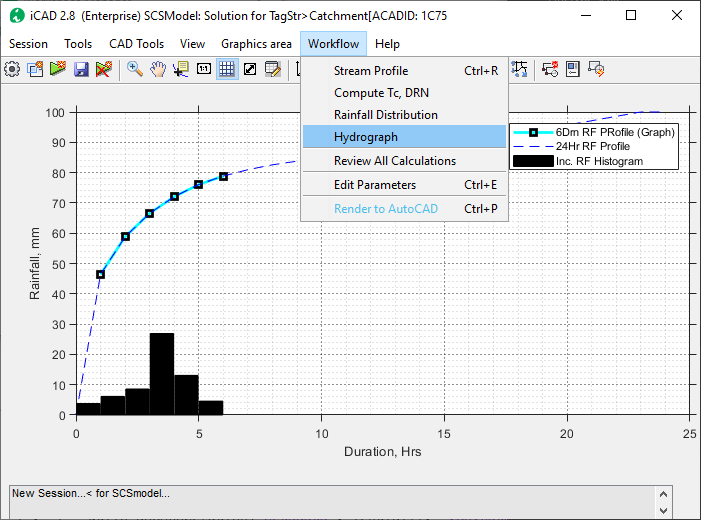 iCAD 2.8 (Enterprise) SCSModel: Solution for TagStr>Catchment[ACADID: 1C75
Session Tools CAD Tools View Graphics area Workflow Help
1:1
Stream Profile Ctrl+R
Compute Tc, DRN
Rainfall Distribution
Hydrograph
Review All Calculations
Edit Parameters Ctrl+E
Render to AutoCAD Ctrl+P
6Dm RF PRofile (Graph)
24Hr RF Profile
Inc. RF Histogram
Rainfall, mm
100
90
80
70
60
50
40
30
20
10
0
0 5 10 15 20 25
Duration, Hrs
New Session...< for SCSmodel...